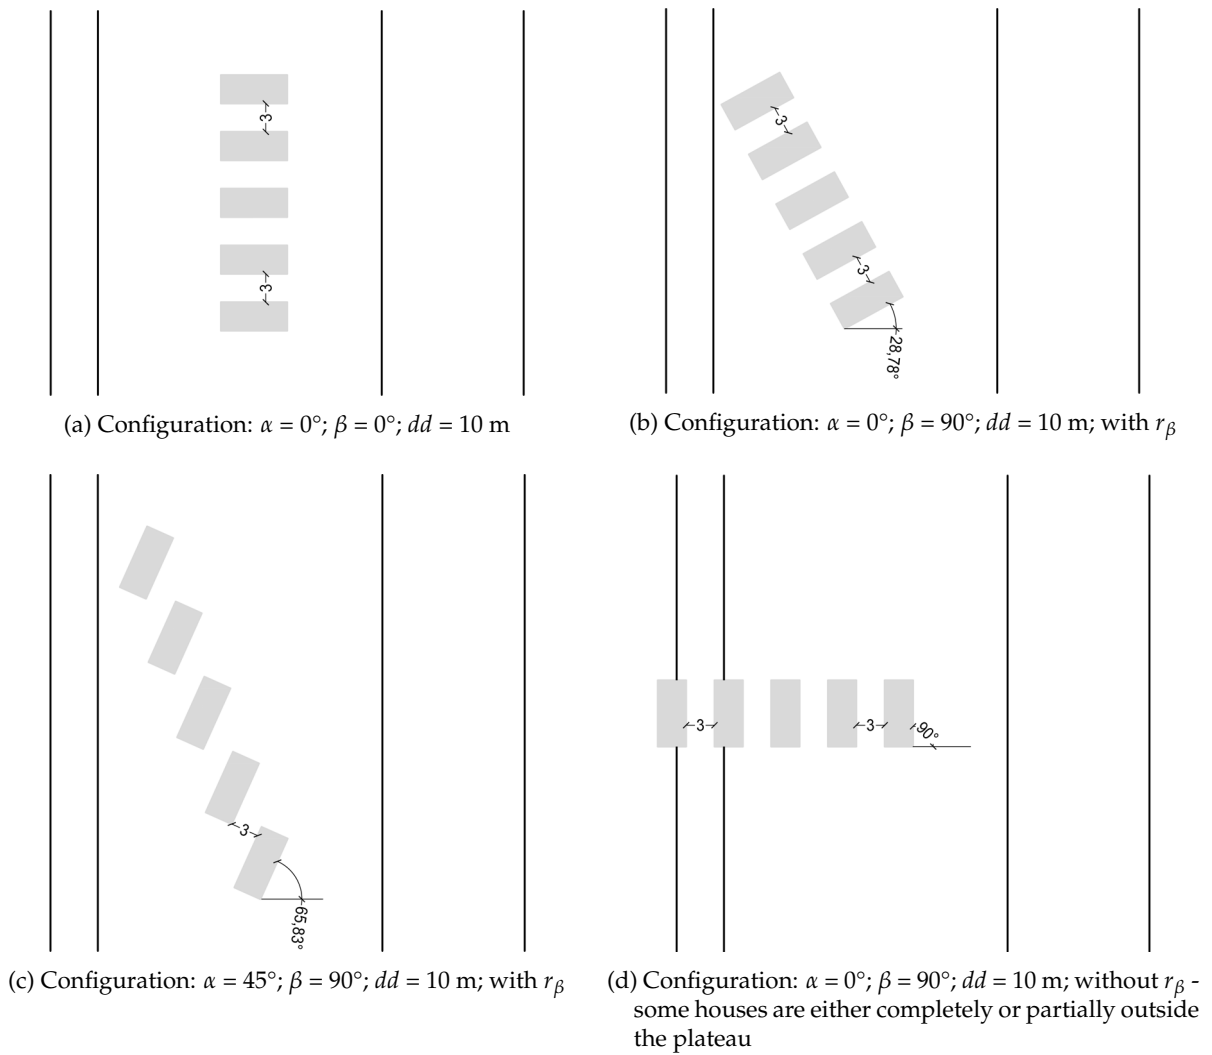 3
3
3
3
28,78°
(a) Configuration: α = 0°; β = 0°; dd = 10 m
(b) Configuration: α = 0°; β = 90°; dd = 10 m; with rβ
3
65,83°
3
3
90°
(c) Configuration: α = 45°; β = 90°; dd = 10 m; with rβ
(d) Configuration: α = 0°; β = 90°; dd = 10 m; without rβ -
some houses are either completely or partially outside
the plateau